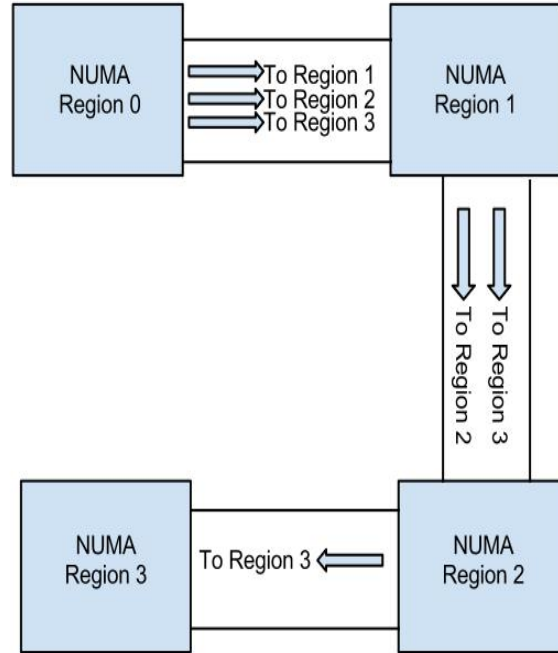 NUMA
Region 0
To Region 1
To Region 2
To Region 3
NUMA
Region 1
To Region 2
To Region 3
NUMA
Region 3
To Region 3
NUMA
Region 2